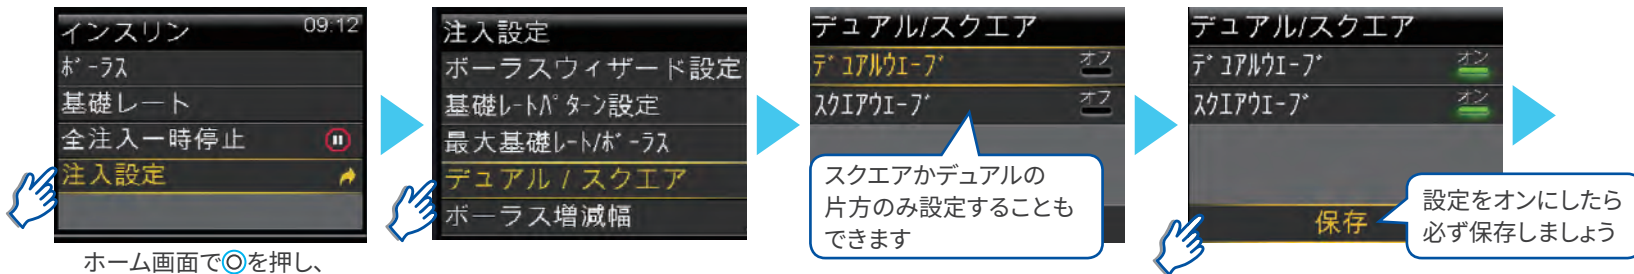 インスリン 09:12
ボーラス
基礎レート
全注入一時停止
注入設定
ホーム画面で◎を押し、
注入設定
ボーラスウィザード設定
基礎レートパターン設定
最大基礎レート/ボーラス
デュアル / スクエア
ボーラス増減幅
デュアル/スクエア
デュアルウエーブ オフ
スクエアウエーブ オフ
スクエアかデュアルの
片方のみ設定することも
できます
デュアル/スクエア
デュアルウエーブ オン
スクエアウエーブ オン
保存
設定をオンにしたら
必ず保存しましょう